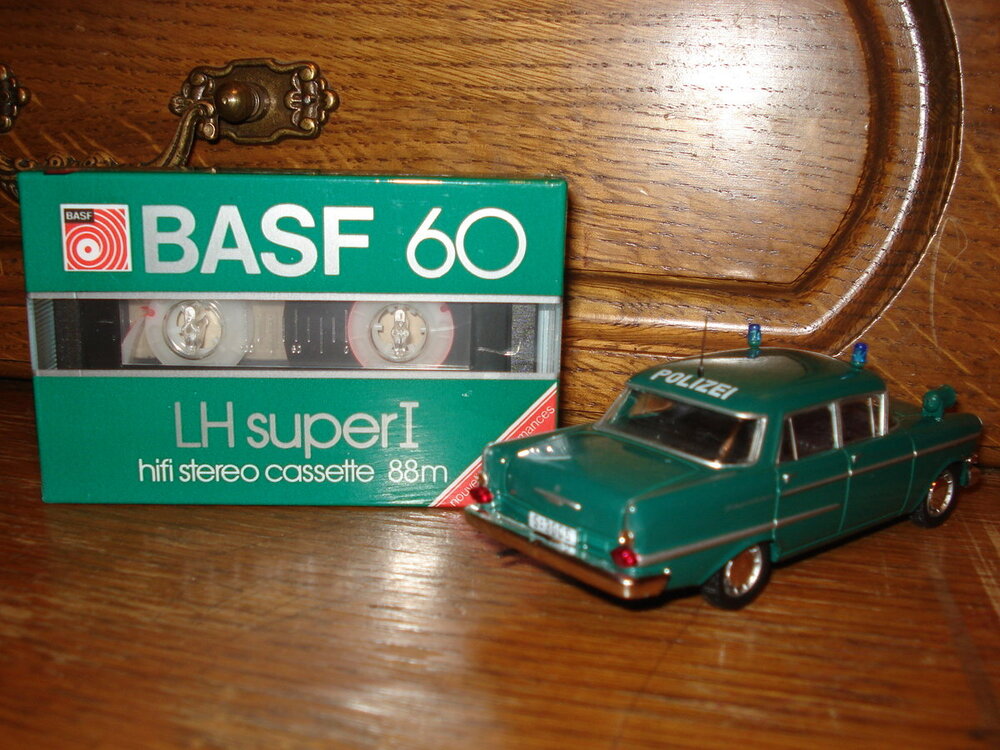 BASF
BASF 60
LH super I
hifi stereo cassette 88m
POLIZEI